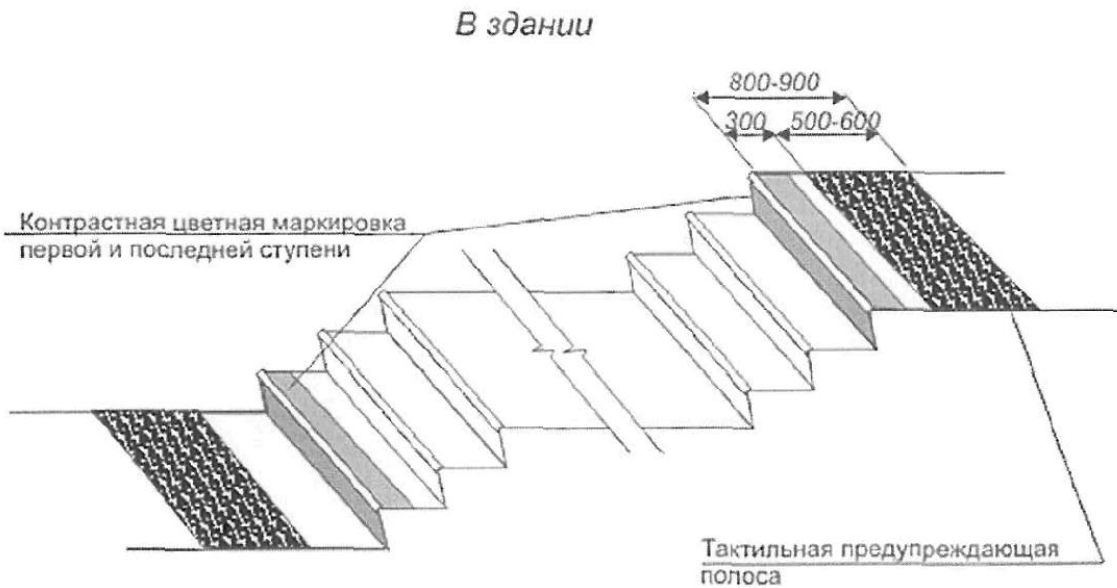 В здании
800-900
300
500-600
Контрастная цветная маркировка
первой и последней ступени
Тактильная предупреждающая
полоса